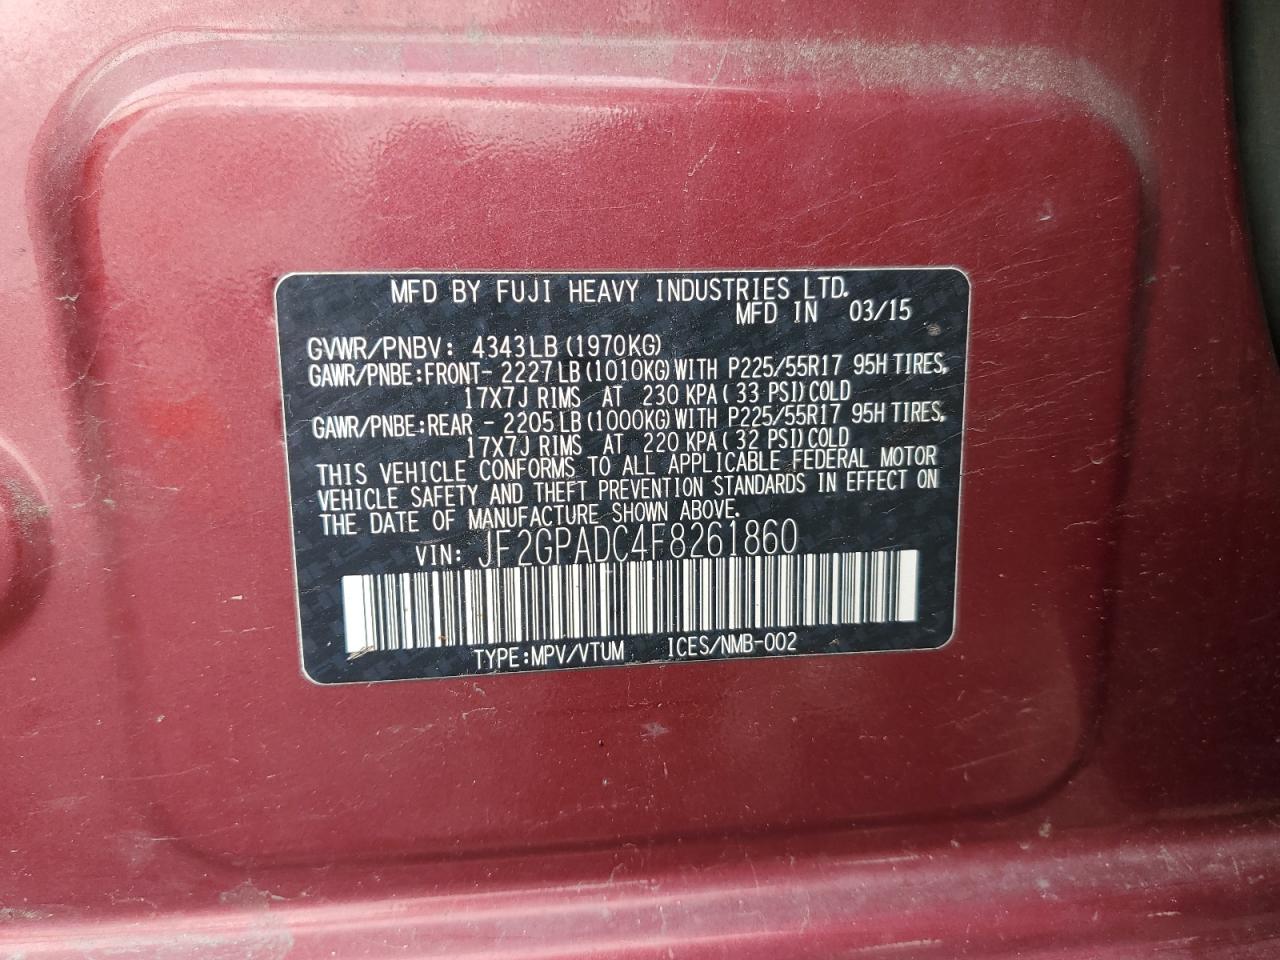 MFD BY FUJI HEAVY INDUSTRIES LTD.
MFD IN 03/15
GVWR/PNBV: 4343LB (1970KG)
GAWR/PNBE:FRONT- 2227LB (1010KG) WITH P225/55R17 95H TIRES,
17X7J RIMS AT 230 KPA( 33 PSI)COLD
GAWR/PNBE:REAR - 2205LB (1000KG) WITH P225/55R17 95H TIRES,
17X7J RIMS AT 220 KPA( 32 PSI)COLD
THIS VEHICLE CONFORMS TO ALL APPLICABLE FEDERAL MOTOR
VEHICLE SAFETY AND THEFT PREVENTION STANDARDS IN EFFECT ON
THE DATE OF MANUFACTURE SHOWN ABOVE.
VIN: JF2GPADC4F8261860
TYPE:MPV/VTUM ICES/NMB-002